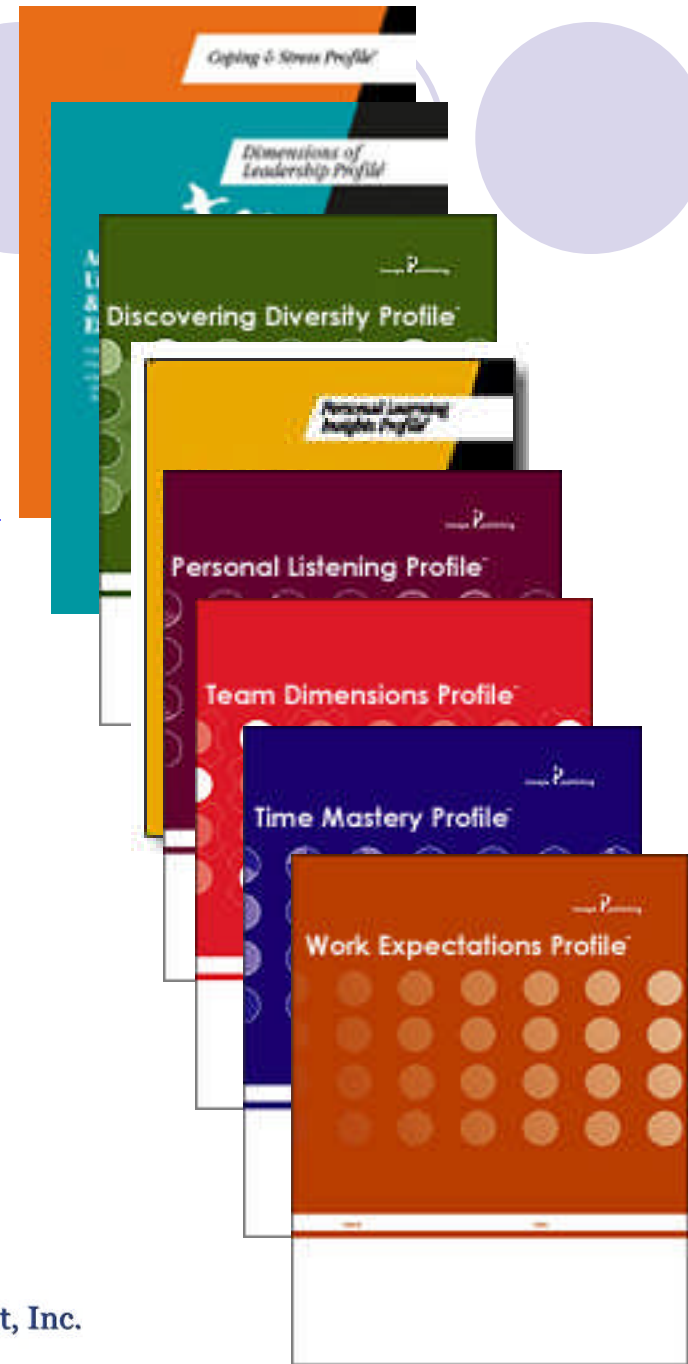 Coping & Stress Profile
Dimensions of
Leadership Profile
Discovering Diversity Profile
Personal Learning
Insights Profile
Personal Listening Profile
Team Dimensions Profile
Time Mastery Profile
Work Expectations Profile
t, Inc.